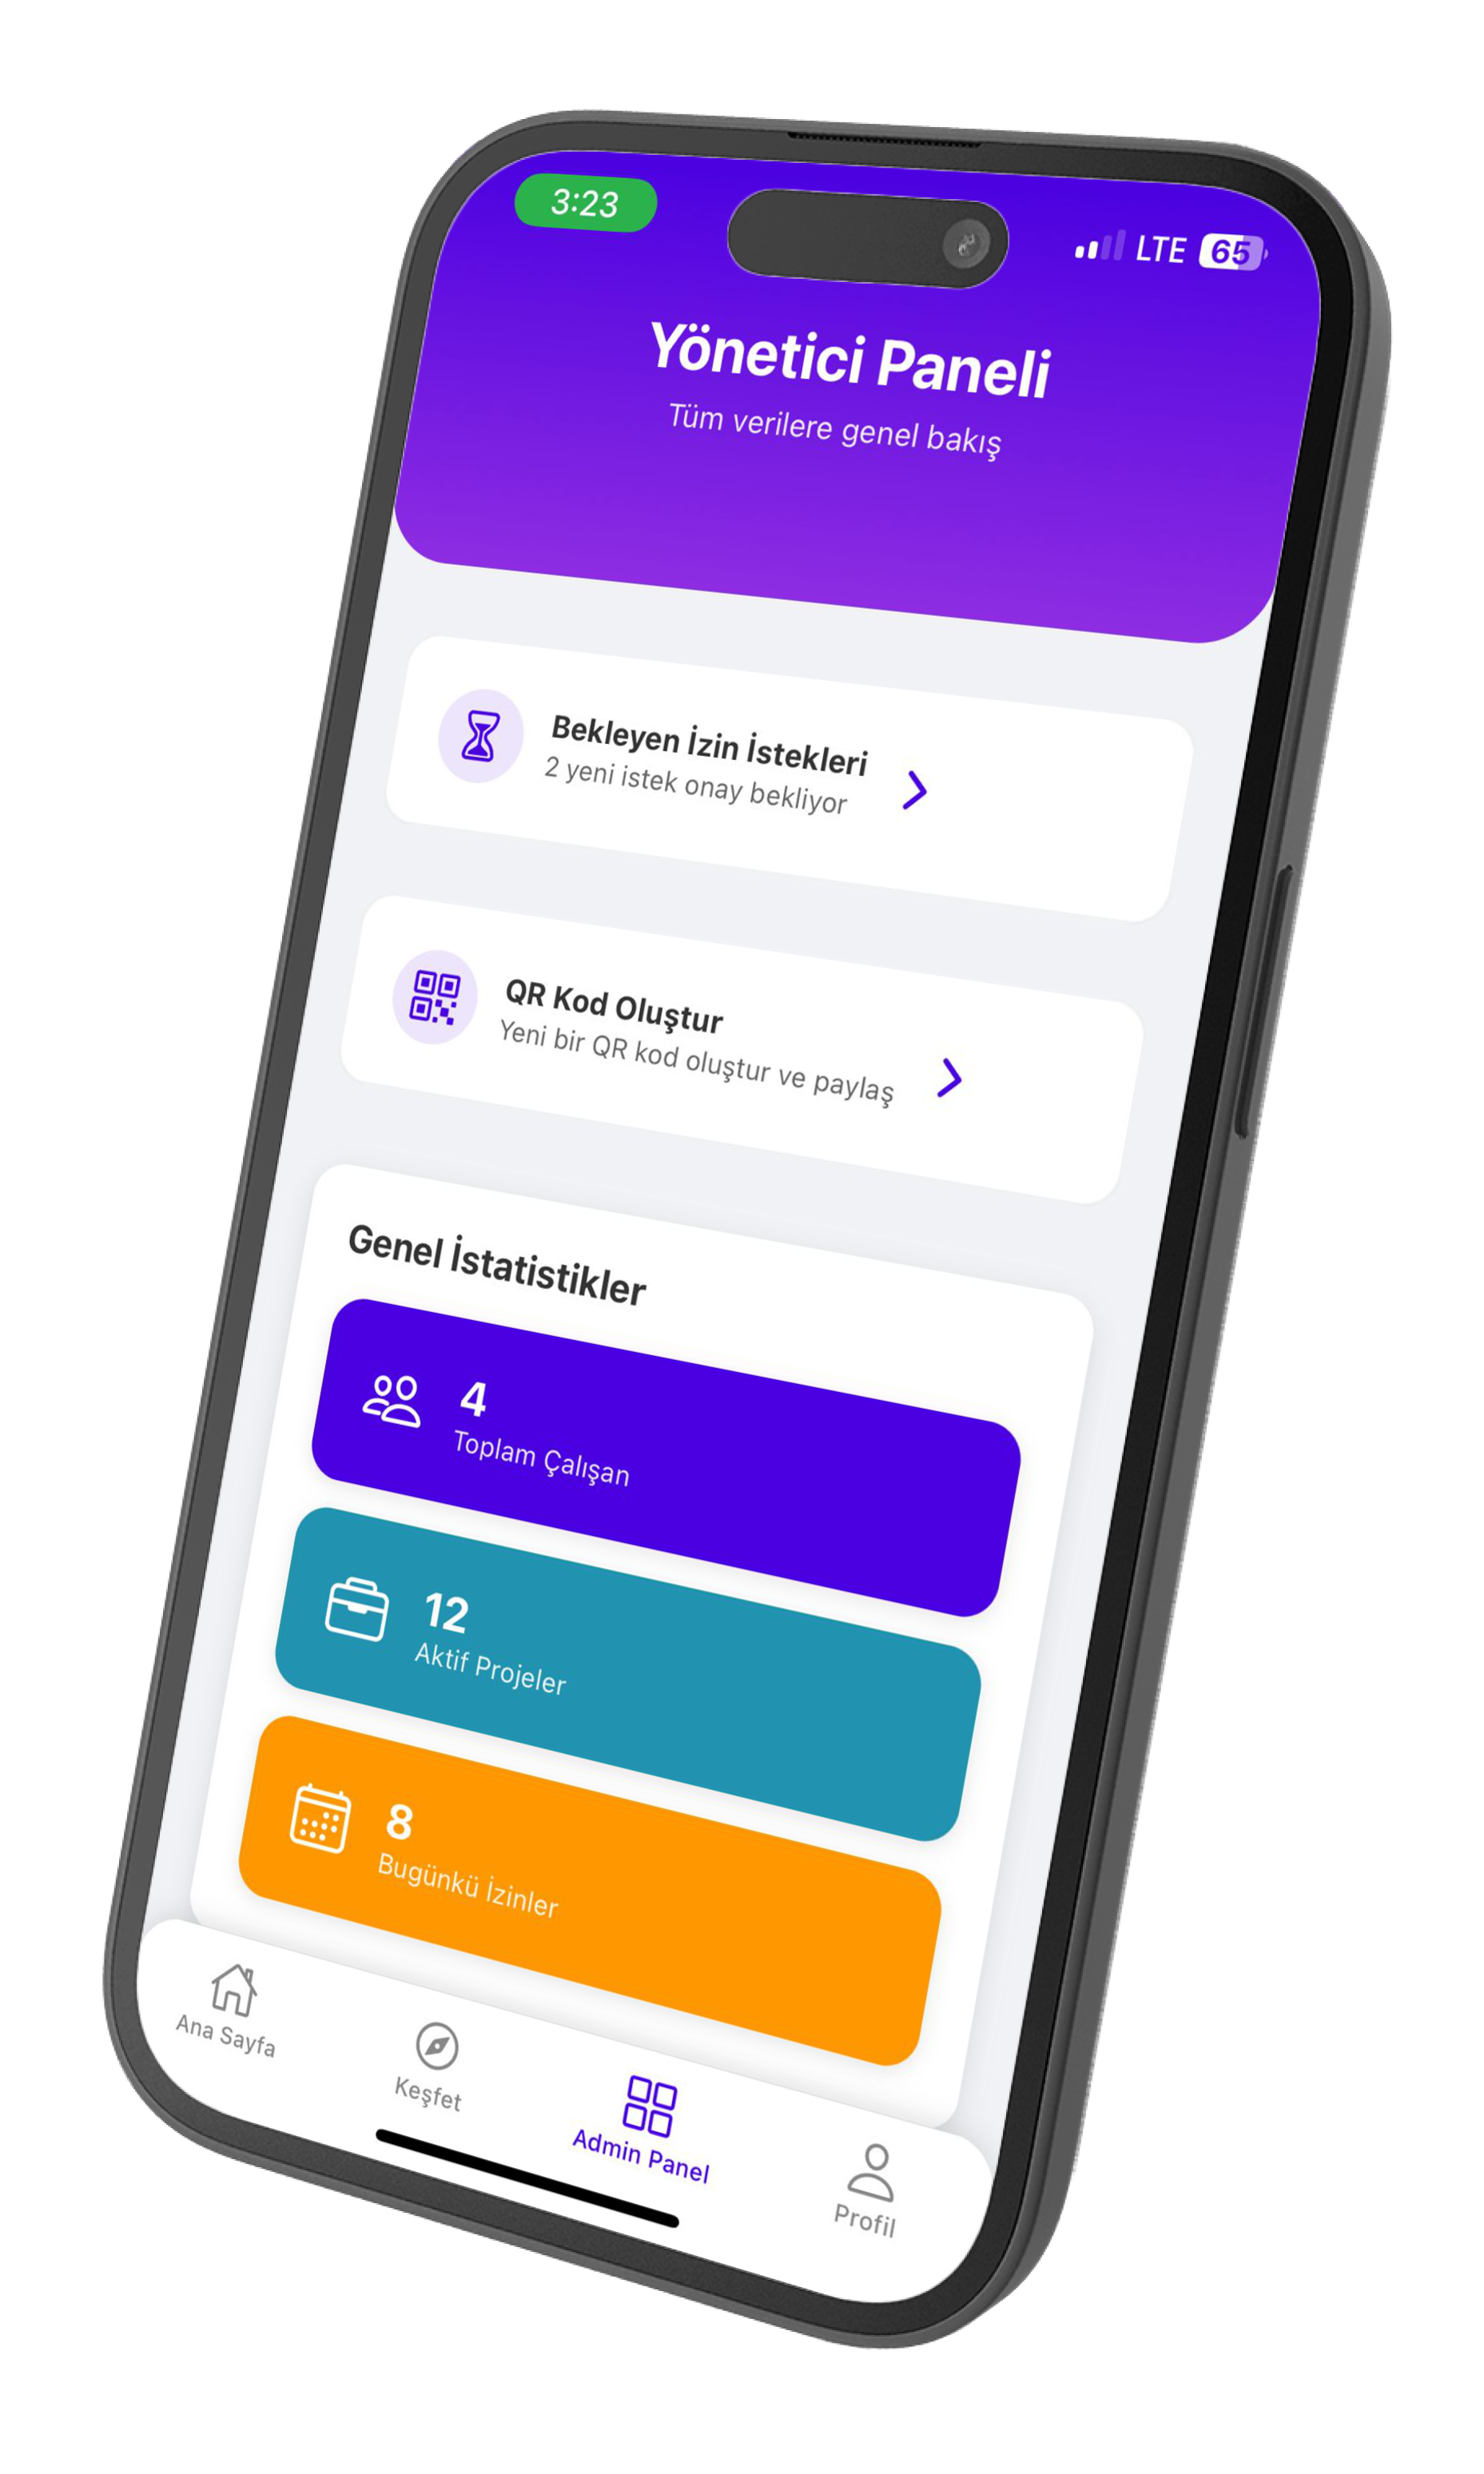 3:23
LTE 65
Yönetici Paneli
Tüm verilere genel bakış
Bekleyen İzin İstekleri
2 yeni istek onay bekliyor
QR Kod Oluştur
Yeni bir QR kod oluştur ve paylaş
Genel İstatistikler
4
Toplam Çalışan
12
Aktif Projeler
8
Bugünkü İzinler
Ana Sayfa
Keşfet
Admin Panel
Profil